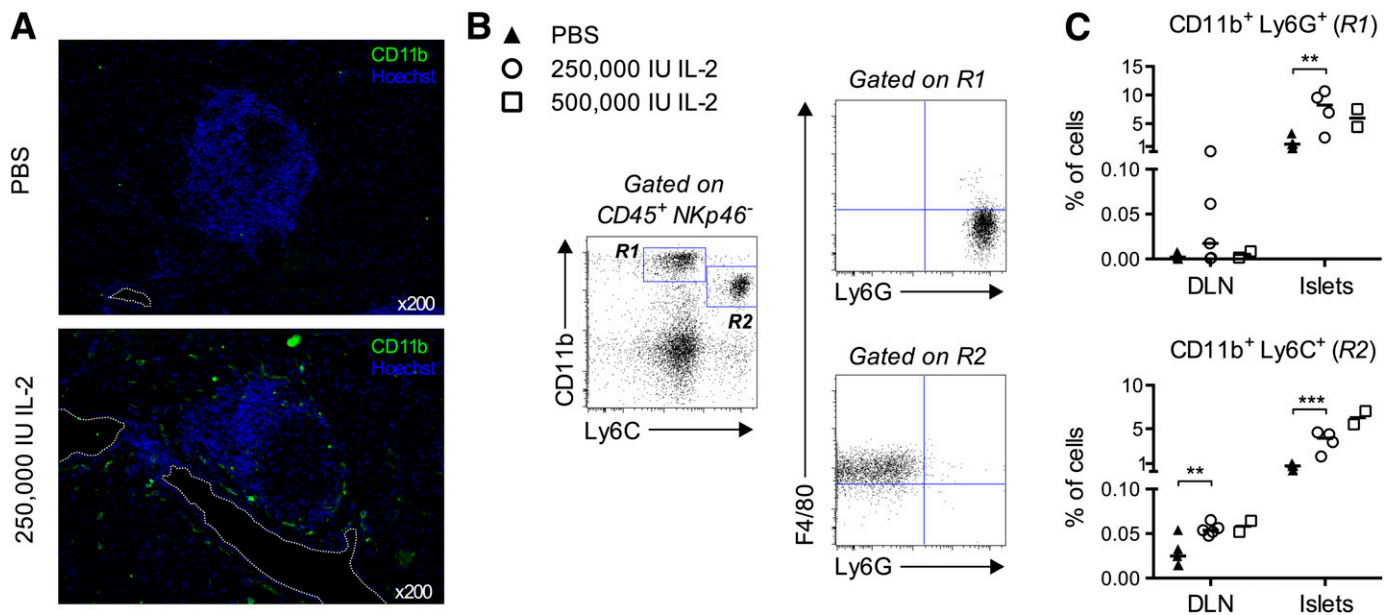 A
CD11b
Hoechst
PBS
x200
CD11b
Hoechst
250,000 IU IL-2
x200
B
PBS
250,000 IU IL-2
500,000 IU IL-2
Gated on
CD45⁺ NKp46⁻
R1
R2
CD11b
Ly6C
Gated on R1
Ly6G
Gated on R2
F4/80
Ly6G
C
CD11b⁺ Ly6G⁺ (R1)
% of cells
15
10
5
1
0.10
0.05
0.00
**
DLN Islets
CD11b⁺ Ly6C⁺ (R2)
% of cells
10
5
1
0.10
0.05
0.00
***
**
DLN Islets